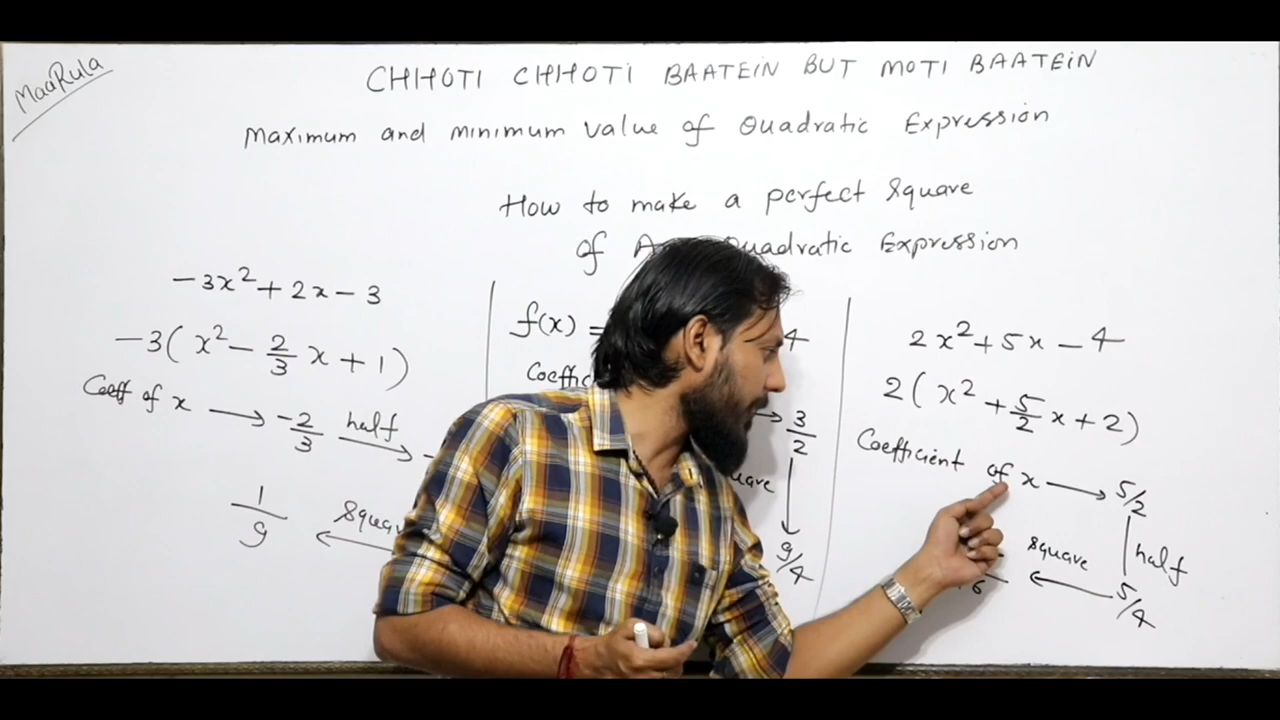 MaaRula
CHHOTI CHHOTI BAATEIN BUT MOTI BAATEIN
Maximum and minimum value of Quadratic Expression
How to make a perfect Square
of Quadratic Expression
-3x² + 2x - 3
-3(x² - 2/3 x + 1)
Coeff of x → -2/3 half →
1/9 ← Square
f(x) = 4
→ 3/2
9/4
2x² + 5x - 4
2(x² + 5/2 x + 2)
Coefficient of x → 5/2
half
square ← 5/4